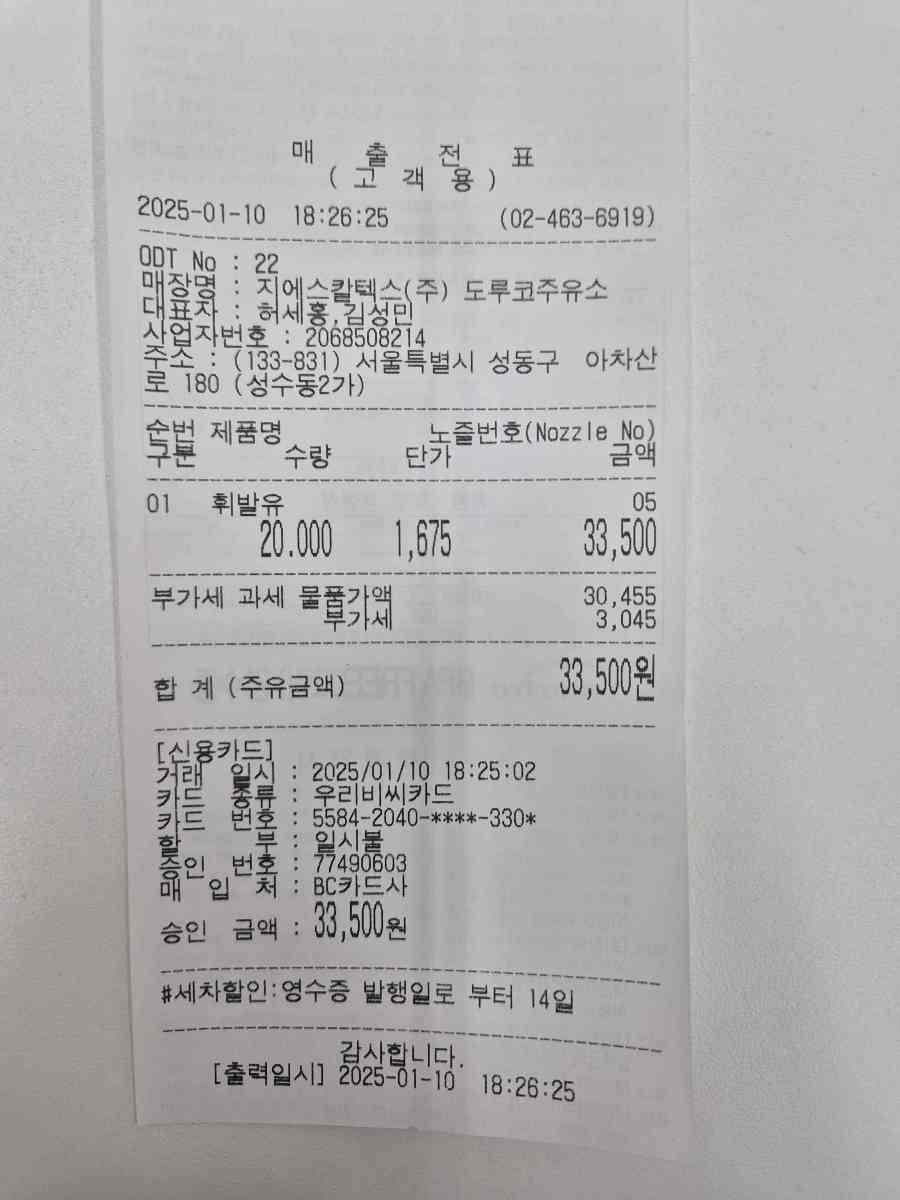 매 출 전 표
( 고 객 용 )
2025-01-10 18:26:25 (02-463-6919)
ODT No : 22
매장명 : 지에스칼텍스(주) 도루코주유소
대표자 : 허세홍,김성민
사업자번호 : 2068508214
주소 : (133-831) 서울특별시 성동구 아차산
로 180 (성수동2가)
순번 제품명 노즐번호(Nozzle No)
구분 수량 단가 금액
01 휘발유 05
20.000 1,675 33,500
부가세 과세 물품가액 30,455
부가세 3,045
합 계 (주유금액) 33,500원
[신용카드]
거래 일시 : 2025/01/10 18:25:02
카드 종류 : 우리비씨카드
카드 번호 : 5584-2040-****-330*
할 부 : 일시불
승인 번호 : 77490603
매 입 처 : BC카드사
승인 금액 : 33,500원
#세차할인:영수증 발행일로 부터 14일
감사합니다.
[출력일시] 2025-01-10 18:26:25